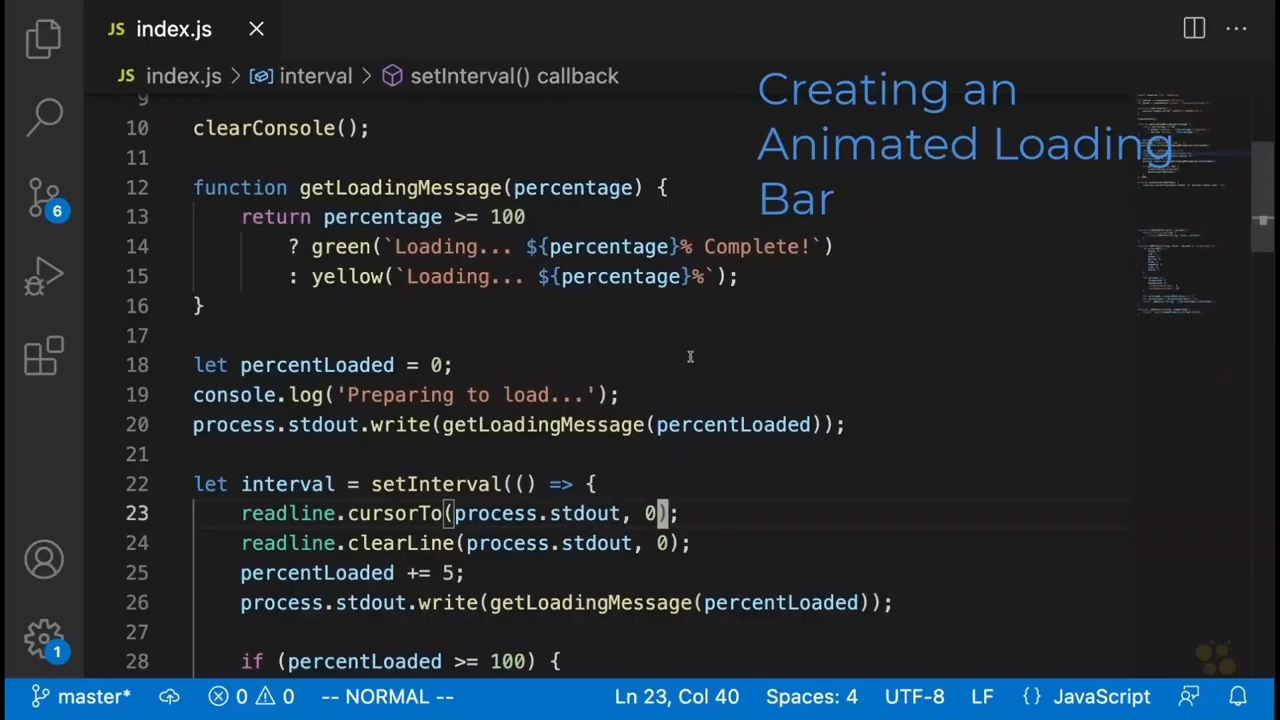 JS index.js
JS index.js > interval > setInterval() callback
Creating an
Animated Loading
Bar
9
10 clearConsole();
11
12 function getLoadingMessage(percentage) {
13 return percentage >= 100
14 ? green(`Loading... ${percentage}% Complete!`)
15 : yellow(`Loading... ${percentage}%`);
16 }
17
18 let percentLoaded = 0;
19 console.log('Preparing to load...');
20 process.stdout.write(getLoadingMessage(percentLoaded));
21
22 let interval = setInterval(() => {
23 readline.cursorTo(process.stdout, 0);
24 readline.clearLine(process.stdout, 0);
25 percentLoaded += 5;
26 process.stdout.write(getLoadingMessage(percentLoaded));
27
28 if (percentLoaded >= 100) {
6
1
master* 0 0 -- NORMAL -- Ln 23, Col 40 Spaces: 4 UTF-8 LF {} JavaScript